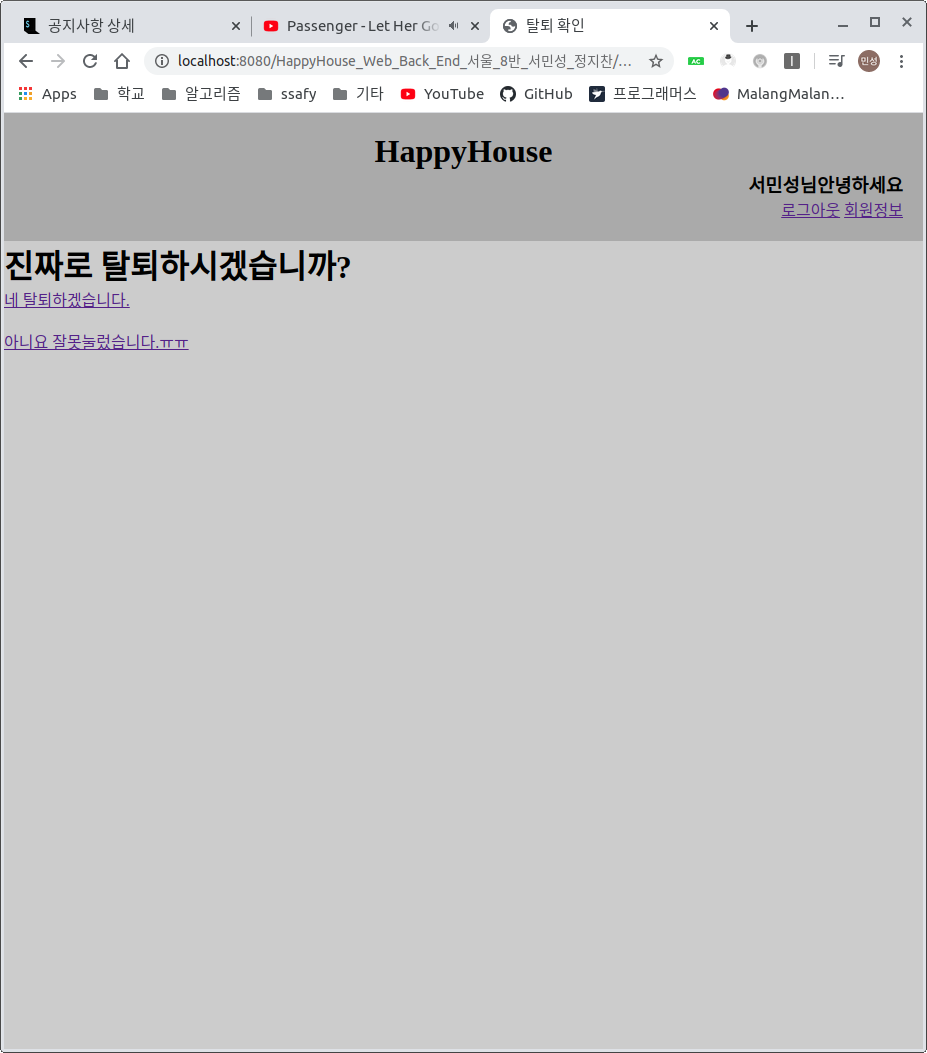 공지사항 상세
Passenger - Let Her Go
탈퇴 확인
localhost:8080/HappyHouse_Web_Back_End_서울_8반_서민성_정지찬/...
AC
민성
Apps 학교 알고리즘 ssafy 기타 YouTube GitHub 프로그래머스 MalangMalan...
HappyHouse
서민성님안녕하세요
로그아웃 회원정보
진짜로 탈퇴하시겠습니까?
네 탈퇴하겠습니다.
아니요 잘못눌렀습니다.ㅠㅠ